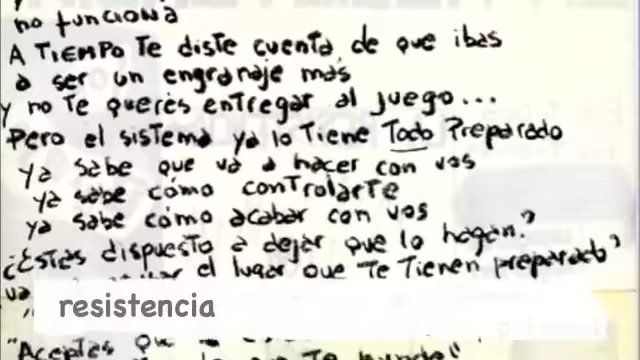 no funciona
A TIEMPO Te diste cuenta de que ibas
a ser un engranaje más
y no Te querés entregar al juego...
Pero el sistema ya lo Tiene Todo Preparado
ya sabe que va a hacer con vos
ya sabe cómo conTrolarTe
ya sabe cómo acabar con vos
¿Estás dispuesto a dejar que lo hagan?
el lugar que Te Tienen preparado?
resistencia
"Aceptes que